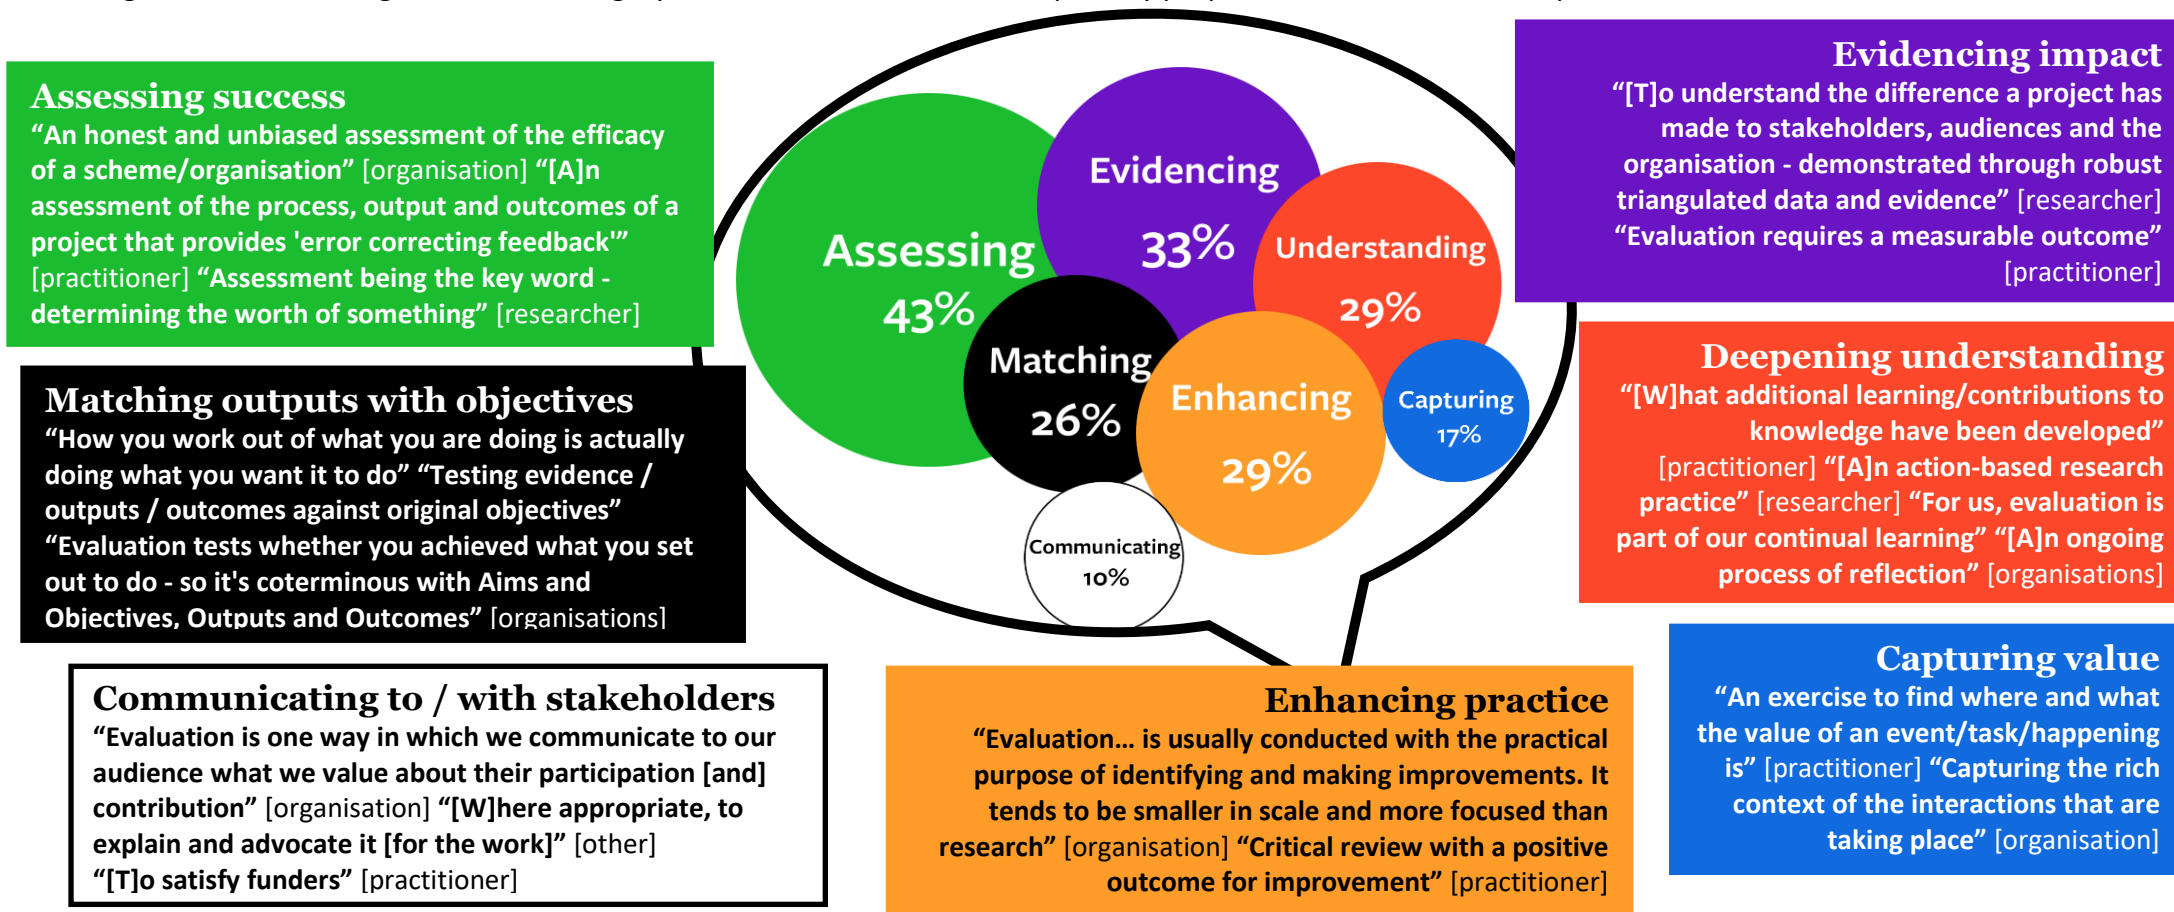 Assessing success
“An honest and unbiased assessment of the efficacy
of a scheme/organisation” [organisation] “[A]n
assessment of the process, output and outcomes of a
project that provides 'error correcting feedback'”
[practitioner] “Assessment being the key word -
determining the worth of something” [researcher]
Matching outputs with objectives
“How you work out of what you are doing is actually
doing what you want it to do” “Testing evidence /
outputs / outcomes against original objectives”
“Evaluation tests whether you achieved what you set
out to do - so it's coterminous with Aims and
Objectives, Outputs and Outcomes” [organisations]
Communicating to / with stakeholders
“Evaluation is one way in which we communicate to our
audience what we value about their participation [and]
contribution” [organisation] “[W]here appropriate, to
explain and advocate it [for the work]” [other]
“[T]o satisfy funders” [practitioner]
Assessing
43%
Evidencing
33%
Understanding
29%
Matching
26%
Enhancing
29%
Capturing
17%
Communicating
10%
Evidencing impact
“[T]o understand the difference a project has
made to stakeholders, audiences and the
organisation - demonstrated through robust
triangulated data and evidence” [researcher]
“Evaluation requires a measurable outcome”
[practitioner]
Deepening understanding
“[W]hat additional learning/contributions to
knowledge have been developed”
[practitioner] “[A]n action-based research
practice” [researcher] “For us, evaluation is
part of our continual learning” “[A]n ongoing
process of reflection” [organisations]
Enhancing practice
“Evaluation... is usually conducted with the practical
purpose of identifying and making improvements. It
tends to be smaller in scale and more focused than
research” [organisation] “Critical review with a positive
outcome for improvement” [practitioner]
Capturing value
“An exercise to find where and what
the value of an event/task/happening
is” [practitioner] “Capturing the rich
context of the interactions that are
taking place” [organisation]